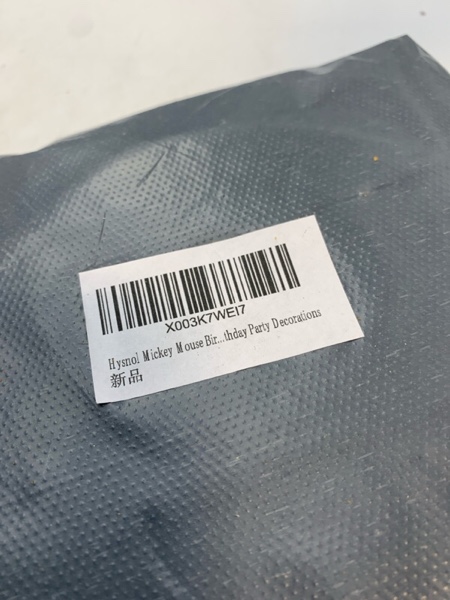 X003K7WEI7
Hysnol Mickey Mouse Bir...thday Party Decorations
新品